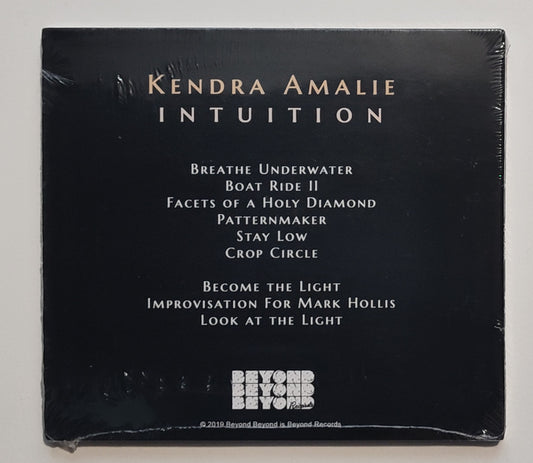 KENDRA AMALIE
INTUITION
BREATHE UNDERWATER
BOAT RIDE II
FACETS OF A HOLY DIAMOND
PATTERNMAKER
STAY LOW
CROP CIRCLE
BECOME THE LIGHT
IMPROVISATION FOR MARK HOLLIS
LOOK AT THE LIGHT
BEYOND
BEYOND
BEYOND
Records
© 2019 Beyond Beyond is Beyond Records